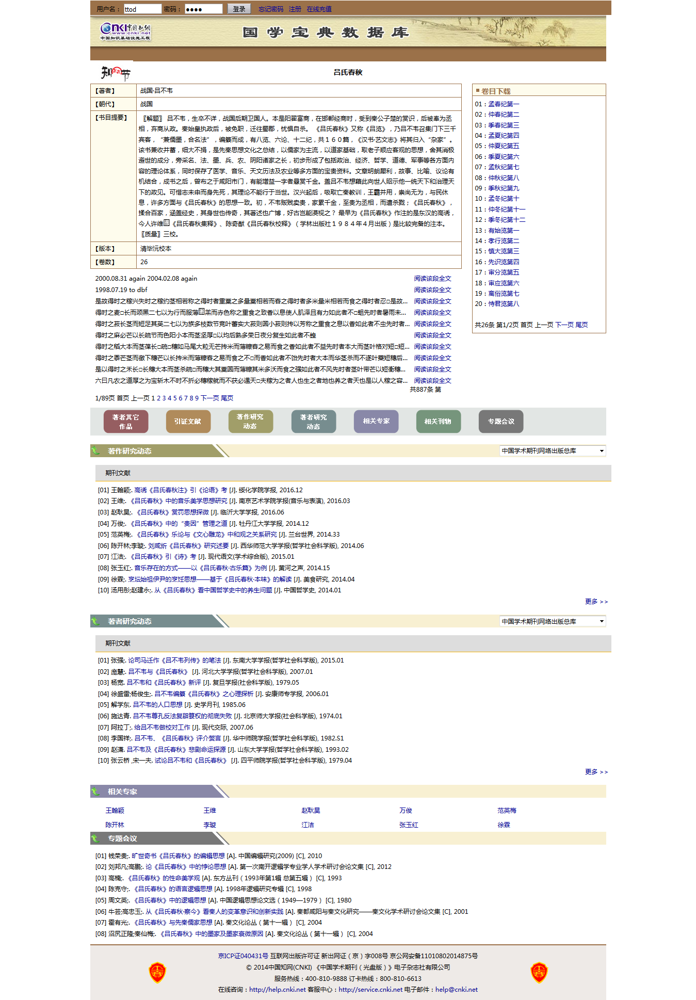 用户名： ttod 密码： ●●●● 登录 忘记密码 注册 在线充值
CNKI中国知网
www.cnki.net
中国知识基础设施工程
国学宝典数据库
吕氏春秋
【著者】 战国·吕不韦
【朝代】 战国
【书目提要】 〖解题〗 吕不韦，生卒不详，战国后期卫国人。本是阳翟富商，在邯郸经商时，受到秦公子楚的赏识，后被奉为丞
相，弃商从政。秦始皇执政后，被免职，迁往蜀郡，忧惧自杀。 《吕氏春秋》又称《吕览》，乃吕不韦召集门下三千
宾客，“兼儒墨，合名法”，编纂而成，有八览、六论、十二纪，共１６０篇，《汉书·艺文志》将其归入“杂家”。
该书兼收并蓄，细大不捐，是先秦思想文化之总结，以儒家为主流，以道家基础，取老子顺应客观的思想，舍其消极
遁世的成分，旁采名、法、墨、兵、农、阴阳诸家之长，初步形成了包括政治、经济、哲学、道德、军事等各方面内
容的理论体系，同时保存了医学、音乐、天文历法及农业等多方面的宝贵资料。文章明朗犀利，故事、比喻、议论有
机结合，成书之后，曾布之于咸阳市门，有能增益一字者悬赏千金。盖吕不韦想藉此向世人昭示他一统天下和治理天
下的政见。可惜志未申而身先死，其理论不能行于当世。汉兴起后，吸取亡秦教训，王霸并用，崇尚无为，与民休
息，许多方面与《吕氏春秋》的思想一致。初，不韦贩贱卖贵，家累千金，至贵为丞相，而遭杀戮；《吕氏春秋》，
揉合百家，涵盖经史，其身世也传奇，其著述也广博，好古岂能漠视之？ 最早为《吕氏春秋》作注的是东汉的高诱，
今人许维《吕氏春秋集释》、陈奇猷《吕氏春秋校释》（学林出版社１９８４年４月出版）是比较完备的注本。
〖质量〗三校。
【版本】 清毕沅校本
【卷数】 26
卷目下载
01：孟春纪第一
02：仲春纪第二
03：季春纪第三
04：孟夏纪第四
05：仲夏纪第五
06：季夏纪第六
07：孟秋纪第七
08：仲秋纪第八
09：季秋纪第九
10：孟冬纪第十
11：仲冬纪第十一
12：季冬纪第十二
13：有始览第一
14：孝行览第二
15：慎大览第三
16：先识览第四
17：审分览第五
18：审应览第六
19：离俗览第七
20：恃君览第八
共26条 第1/2页 首页 上一页 下一页 尾页
2000.08.31 again 2004.02.08 again 阅读该段全文
1998.07.19 to dbf 阅读该段全文
是故得时之稼兴失时之稼约茎相若称之得时者重粟之多量粟相若而舂之得时者多米量米相若而食之得时者忍□是故... 阅读该段全文
得时之麦□长而颈黑二七以为行而服薄羔而赤色称之重食之致香以息使人肌泽且有力如此者不□蛆先时者暑雨未... 阅读该段全文
得时之菽长茎而短足其荚二七以为族多枝数节竞叶蕃实大菽则圆小菽则抟以芳称之重食之息以香如此者不虫先时者... 阅读该段全文
得时之麻必芒以长疏节而色阳小本而茎坚厚□以均后熟多荣日夜分复生如此者不蝗 阅读该段全文
得时之稻大本而茎葆长□疏□穗如马尾大粒无芒抟米而薄糠舂之易而食之香如此者不益先时者本大而茎叶格对短□短... 阅读该段全文
得时之黍芒茎而徼下穗芒以长抟米而薄糠舂之易而食之不□而香如此者不饴先时者大本而华茎杀而不遂叶藁短穗后... 阅读该段全文
是以得时之禾长□长穗大本而茎杀疏□而穗大其粟圆而薄糠其米多沃而食之强如此者不风先时者茎叶带芒以短衡穗... 阅读该段全文
六曰凡农之道厚之为宝斩木不时不折必穗稼就而不获必遇天□夫稼为之者人也生之者地也养之者天也是以人稼之容... 阅读该段全文
共887条 第
1/89页 首页 上一页 1 2 3 4 5 6 7 8 9 下一页 尾页
著者其它作品 引证文献 著作研究动态 著者研究动态 相关专家 相关刊物 专题会议
著作研究动态 中国学术期刊网络出版总库
期刊文献
[01] 王翰颖;. 高诱《吕氏春秋注》引《论语》考 [J]. 绥化学院学报, 2016.12
[02] 王维;. 《吕氏春秋》中的音乐美学思想研究 [J]. 南京艺术学院学报(音乐与表演), 2016.03
[03] 赵耿昊;. 《吕氏春秋》赏罚思想探微 [J]. 临沂大学学报, 2016.06
[04] 万俊;. 《吕氏春秋》中的“贵因”管理之道 [J]. 牡丹江大学学报, 2014.12
[05] 范英梅;. 《吕氏春秋》乐论与《文心雕龙》中和观之关系研究 [J]. 兰台世界, 2014.33
[06] 陈开林;李璇;. 刘咸炘《吕氏春秋》研究述要 [J]. 西华师范大学学报(哲学社会科学版), 2014.06
[07] 江洁;. 《吕氏春秋》引《诗》考 [J]. 现代语文(学术综合版), 2015.01
[08] 张玉红;. 音乐存在的方式——以《吕氏春秋·古乐篇》为例 [J]. 黄河之声, 2014.15
[09] 徐霖;. 烹坛始祖伊尹的烹饪思想——基于《吕氏春秋·本味》的解读 [J]. 美食研究, 2014.04
[10] 汤用彤;赵建永;. 从《吕氏春秋》看中国哲学史中的养生问题 [J]. 中国哲学史, 2014.01
更多 >>
著者研究动态 中国学术期刊网络出版总库
期刊文献
[01] 张强;. 论司马迁作《吕不韦列传》的笔法 [J]. 东南大学学报(哲学社会科学版), 2015.01
[02] 庞慧;. 吕不韦与《吕氏春秋》 [J]. 河北大学学报(哲学社会科学版), 2007.01
[03] 杨宽. 吕不韦和《吕氏春秋》新评 [J]. 复旦学报(社会科学版), 1979.05
[04] 徐盛雷;杨俊生;. 吕不韦编纂《吕氏春秋》之心理探析 [J]. 安康师专学报, 2006.01
[05] 解学东. 吕不韦的人口思想 [J]. 史学月刊, 1985.06
[06] 施达青. 吕不韦尊孔反法复辟篡权的彻底失败 [J]. 北京师大学报(社会科学版), 1974.01
[07] 阿拉丁;. 给吕不韦做校对工作 [J]. 现代交际, 2007.06
[08] 李国祥;. 吕不韦、《吕氏春秋》评介赘言 [J]. 华中师院学报(哲学社会科学版), 1982.S1
[09] 赵潇. 吕不韦及《吕氏春秋》悲剧命运探源 [J]. 山东大学学报(哲学社会科学版), 1993.02
[10] 张云桥 ,宋一夫. 试论吕不韦和《吕氏春秋》 [J]. 四平师院学报(哲学社会科学版), 1979.04
更多 >>
相关专家
王翰颖 王维 赵耿昊 万俊 范英梅
陈开林 李璇 江洁 张玉红 徐霖
专题会议
[01] 钱荣贵;. 旷世奇书《吕氏春秋》的编辑思想 [A]. 中国编辑研究(2009) [C], 2010
[02] 刘邦凡;高鹏;. 论《吕氏春秋》中的悖论思想 [A]. 第一次南开逻辑学专业学人学术研讨会论文集 [C], 2012
[03] 高楠;. 《吕氏春秋》的性命美学观 [A]. 东方丛刊（1993年第1辑 总第五辑） [C], 1993
[04] 陈克守;. 《吕氏春秋》的语言逻辑思想 [A]. 1998年逻辑研究专辑 [C], 1998
[05] 周文英;. 《吕氏春秋》中的逻辑思想 [A]. 中国逻辑思想论文选（1949—1979） [C], 1980
[06] 牛芸;高忠玉;. 从《吕氏春秋·察今》看秦人的变革意识和创新实践 [A]. 秦都咸阳与秦文化研究——秦文化学术研讨会论文集 [C], 2001
[07] 霍有光;. 《吕氏春秋》与先秦儒家思想 [A]. 秦文化论丛（第十一辑） [C], 2004
[08] 沼尻正隆;秦仙梅;. 《吕氏春秋》中的墨家及墨家衰微原因 [A]. 秦文化论丛（第十一辑） [C], 2004
京ICP证040431号 互联网出版许可证 新出网证（京）字008号 京公网安备11010802014875号
© 2014中国知网(CNKI) 《中国学术期刊（光盘版）》电子杂志社有限公司
服务热线：400-810-9888 订卡热线：800-810-6613
在线咨询：http://help.cnki.net 客服中心：http://service.cnki.net 电子邮件：help@cnki.net